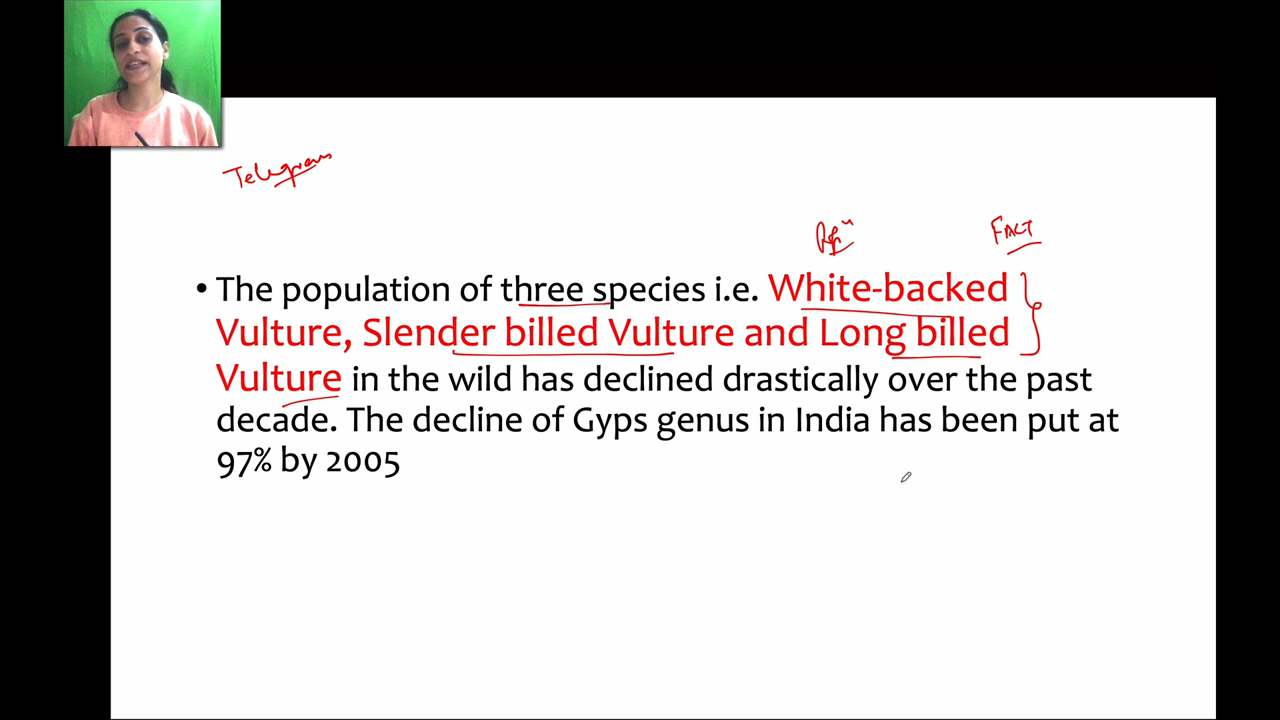 Telegram
FACT
• The population of three species i.e. White-backed
Vulture, Slender billed Vulture and Long billed
Vulture in the wild has declined drastically over the past
decade. The decline of Gyps genus in India has been put at
97% by 2005